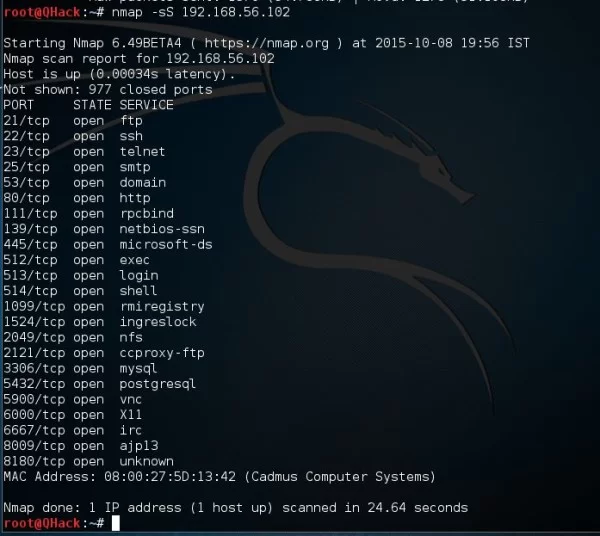 root@QHack:~# nmap -sS 192.168.56.102
Starting Nmap 6.49BETA4 ( https://nmap.org ) at 2015-10-08 19:56 IST
Nmap scan report for 192.168.56.102
Host is up (0.00034s latency).
Not shown: 977 closed ports
PORT STATE SERVICE
21/tcp open ftp
22/tcp open ssh
23/tcp open telnet
25/tcp open smtp
53/tcp open domain
80/tcp open http
111/tcp open rpcbind
139/tcp open netbios-ssn
445/tcp open microsoft-ds
512/tcp open exec
513/tcp open login
514/tcp open shell
1099/tcp open rmiregistry
1524/tcp open ingreslock
2049/tcp open nfs
2121/tcp open ccproxy-ftp
3306/tcp open mysql
5432/tcp open postgresql
5900/tcp open vnc
6000/tcp open X11
6667/tcp open irc
8009/tcp open ajp13
8180/tcp open unknown
MAC Address: 08:00:27:5D:13:42 (Cadmus Computer Systems)
Nmap done: 1 IP address (1 host up) scanned in 24.64 seconds
root@QHack:~#